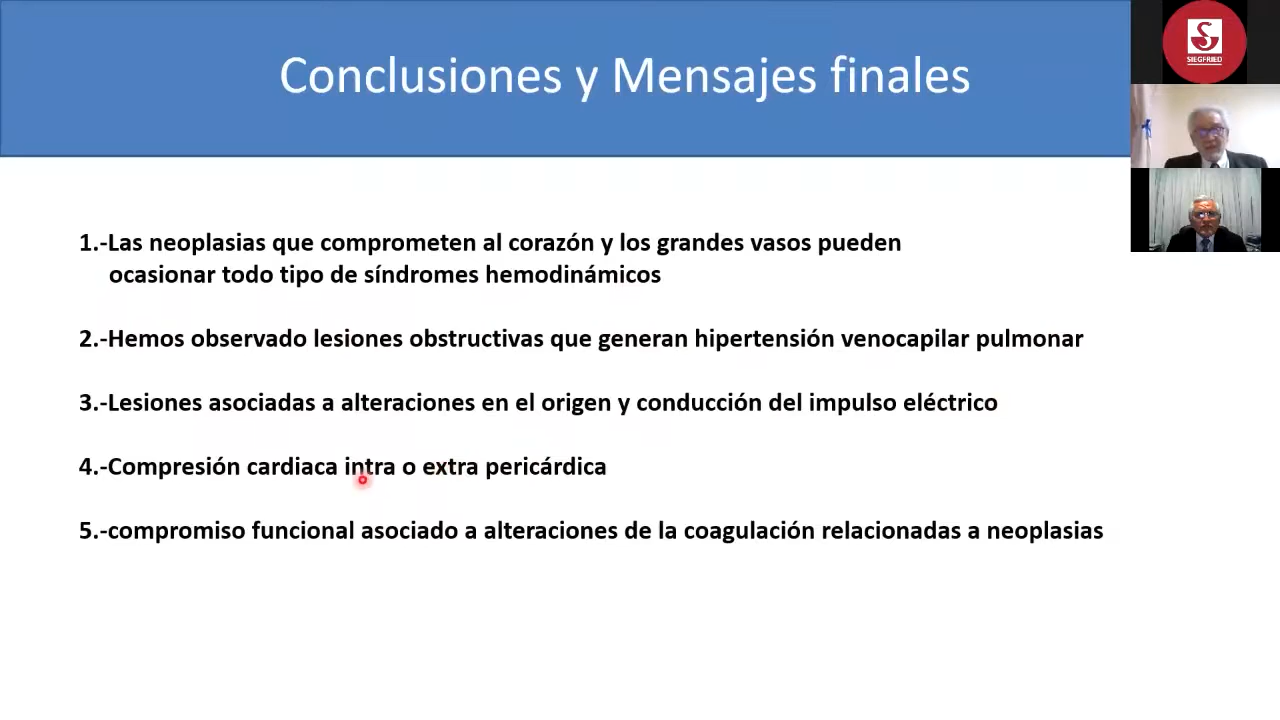 Conclusiones y Mensajes finales
SIEGFRIED
1.-Las neoplasias que comprometen al corazón y los grandes vasos pueden
ocasionar todo tipo de síndromes hemodinámicos
2.-Hemos observado lesiones obstructivas que generan hipertensión venocapilar pulmonar
3.-Lesiones asociadas a alteraciones en el origen y conducción del impulso eléctrico
4.-Compresión cardiaca intra o extra pericárdica
5.-compromiso funcional asociado a alteraciones de la coagulación relacionadas a neoplasias